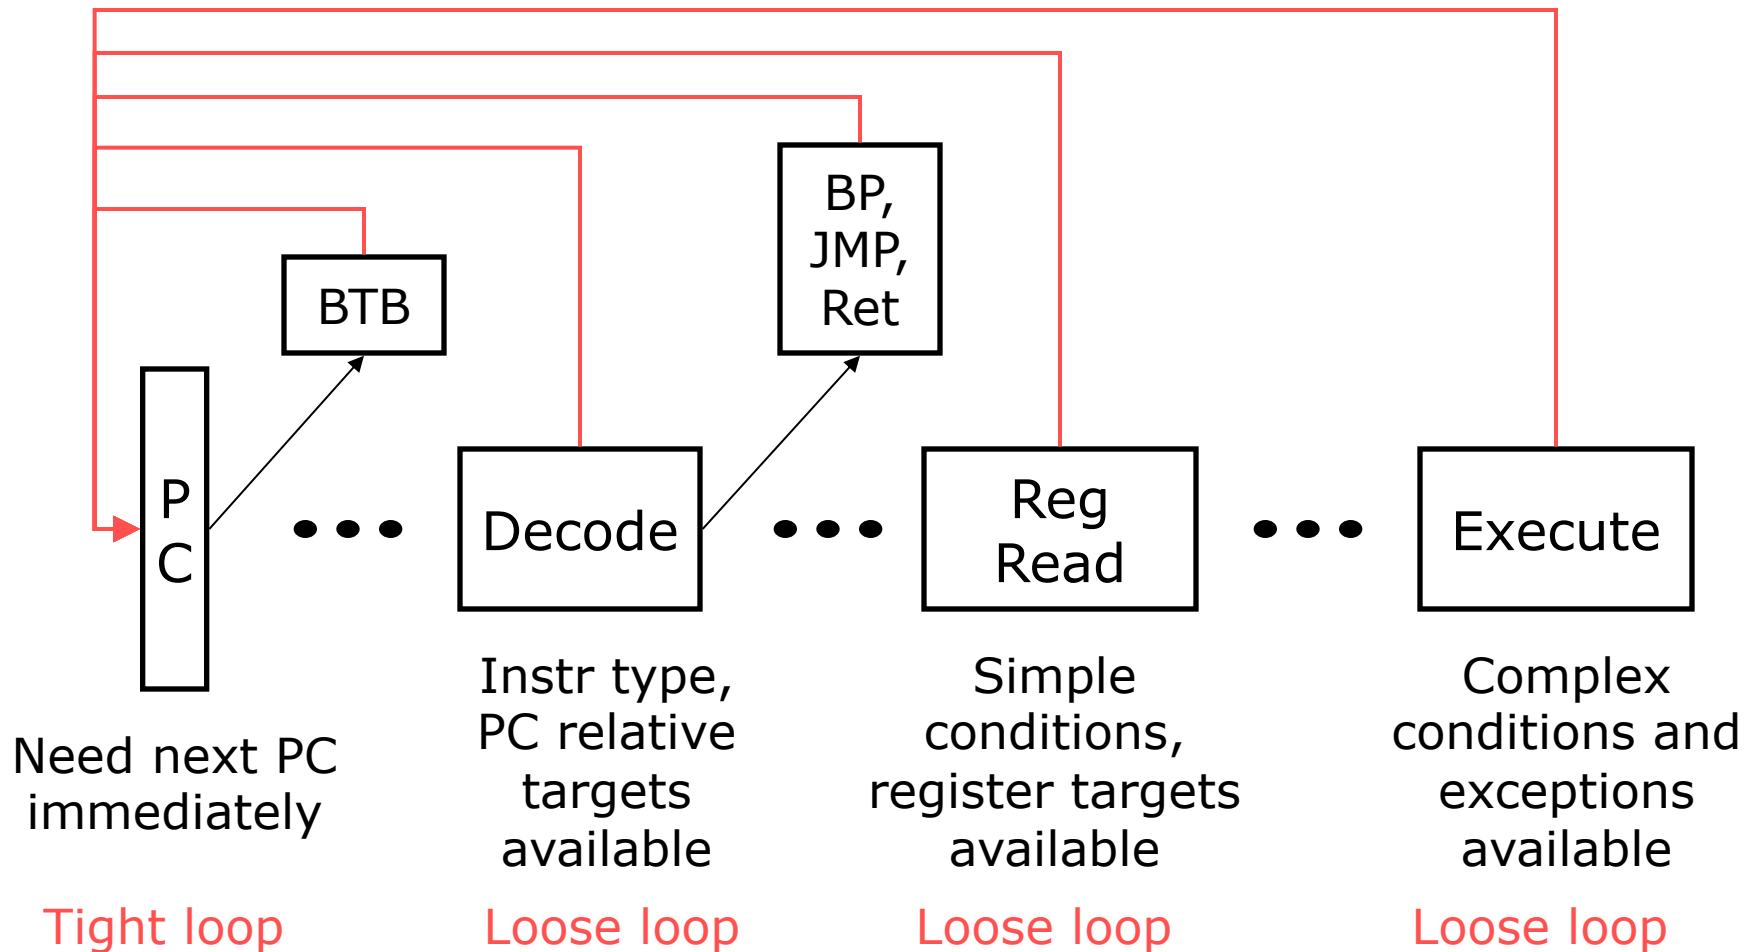 BP,
JMP,
Ret
BTB
P
C
Decode
Reg
Read
Execute
Need next PC
immediately
Instr type,
PC relative
targets
available
Simple
conditions,
register targets
available
Complex
conditions and
exceptions
available
Tight loop
Loose loop
Loose loop
Loose loop